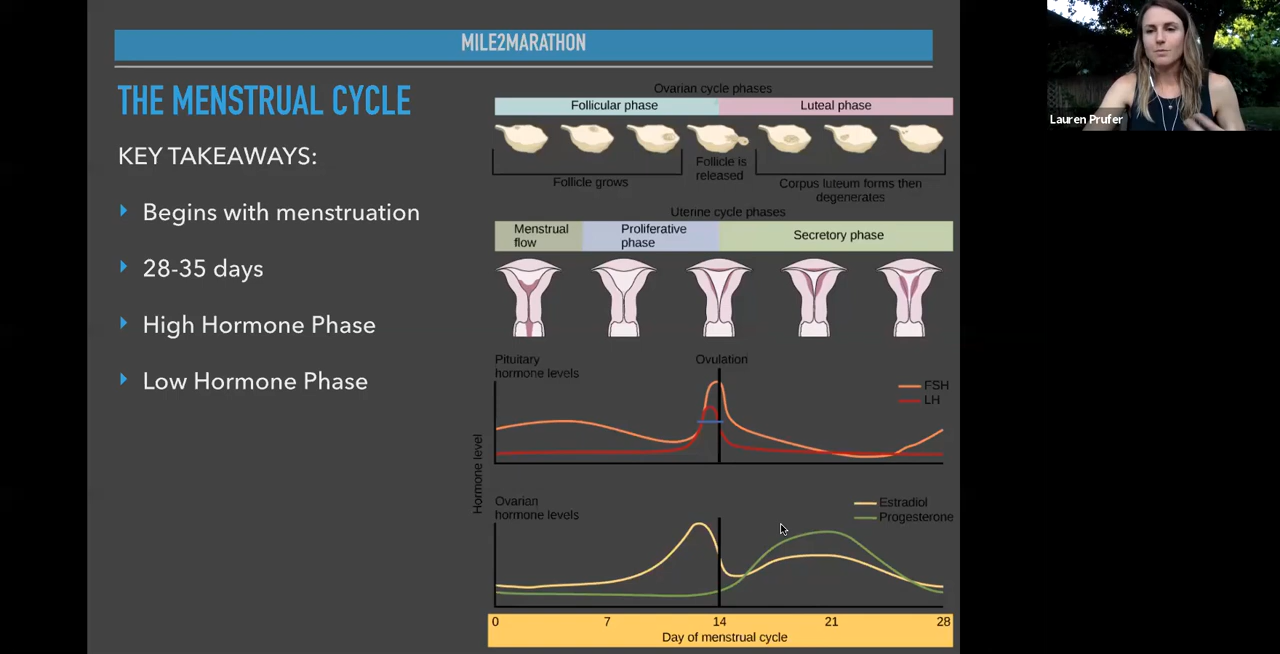 MILE2MARATHON
THE MENSTRUAL CYCLE
KEY TAKEAWAYS:
Begins with menstruation
28-35 days
High Hormone Phase
Low Hormone Phase
Ovarian cycle phases
Follicular phase
Luteal phase
Follicle grows
Follicle is
released
Corpus luteum forms then
degenerates
Uterine cycle phases
Menstrual
flow
Proliferative
phase
Secretory phase
Pituitary
hormone levels
Ovulation
FSH
LH
Hormone level
Ovarian
hormone levels
Estradiol
Progesterone
0 7 14 21 28
Day of menstrual cycle
Lauren Prufer